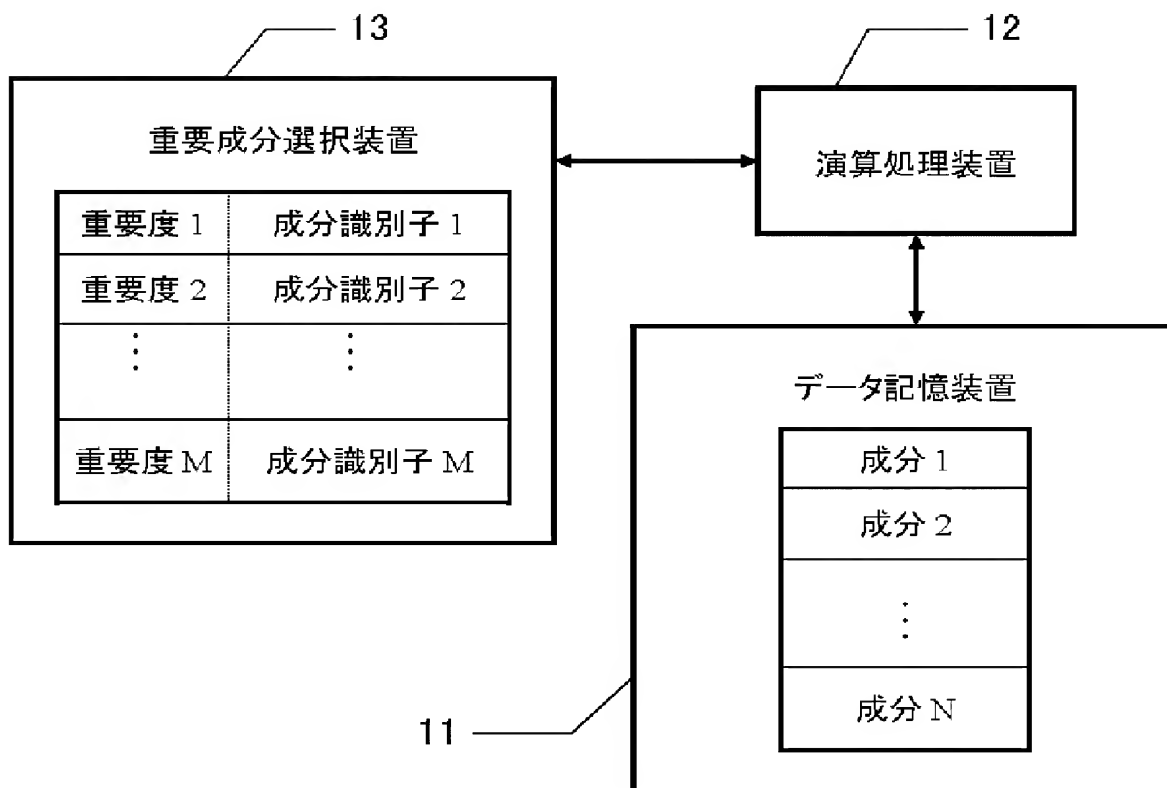 13
重要成分選択装置
重要度 1 成分識別子 1
重要度 2 成分識別子 2
⋮ ⋮
重要度 M 成分識別子 M
12
演算処理装置
データ記憶装置
成分 1
成分 2
⋮
成分 N
11